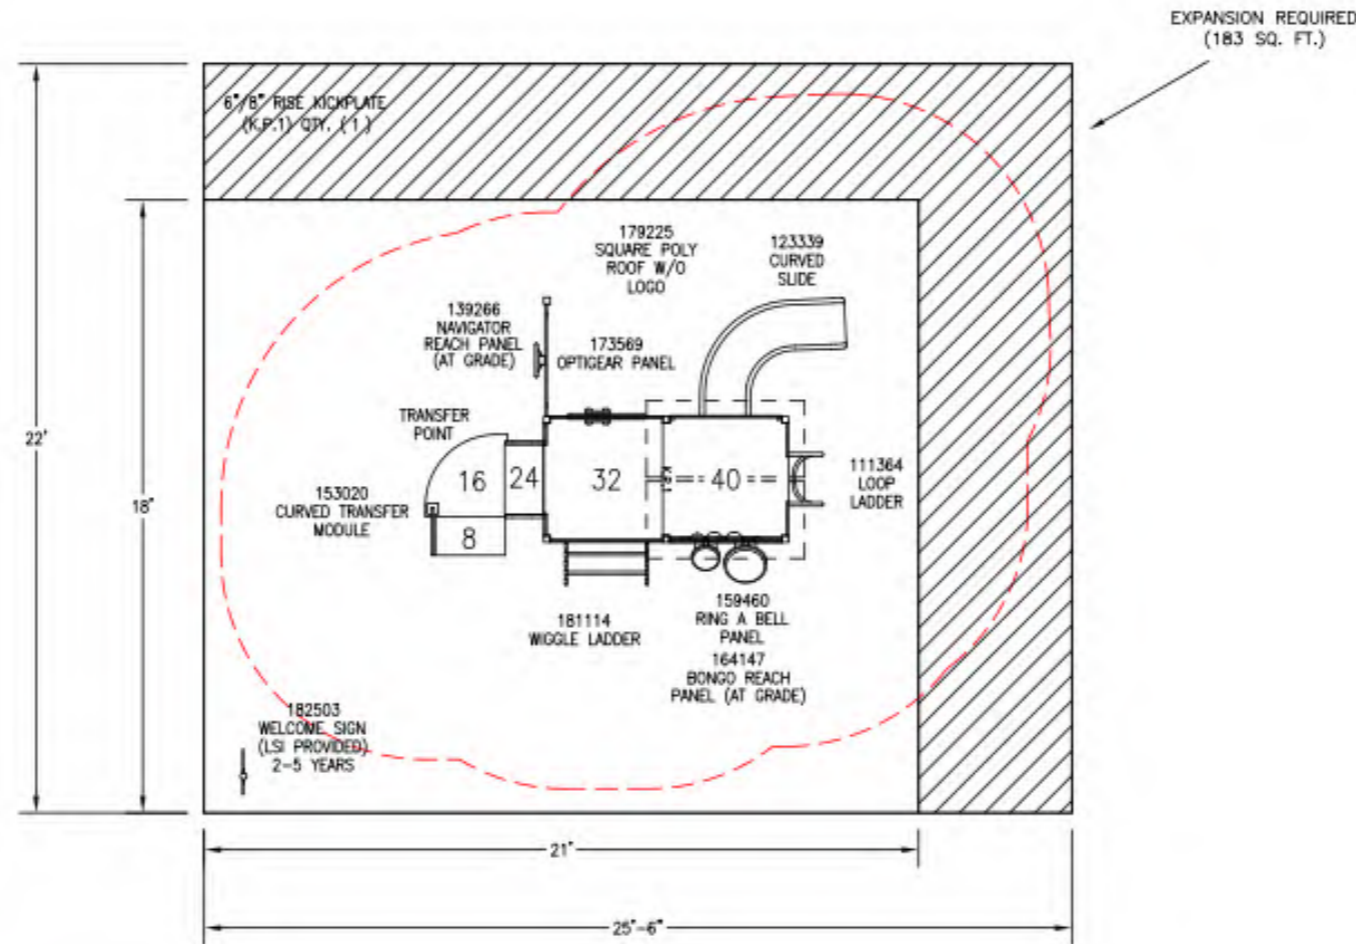 EXPANSION REQUIRED
(183 SQ. FT.)
6"/8" RISE KICKPLATE
(K.P.1) QTY. ( 1 )
179225
SQUARE POLY
ROOF W/O
LOGO
123339
CURVED
SLIDE
139266
NAVIGATOR
REACH PANEL
(AT GRADE)
173569
OPTIGEAR PANEL
TRANSFER
POINT
22'
18'
16
24
32
K.P.1
40
8
111364
LOOP
LADDER
153020
CURVED TRANSFER
MODULE
181114
WIGGLE LADDER
159460
RING A BELL
PANEL
164147
BONGO REACH
PANEL (AT GRADE)
182503
WELCOME SIGN
(LSI PROVIDED)
2-5 YEARS
21'
25'-6"